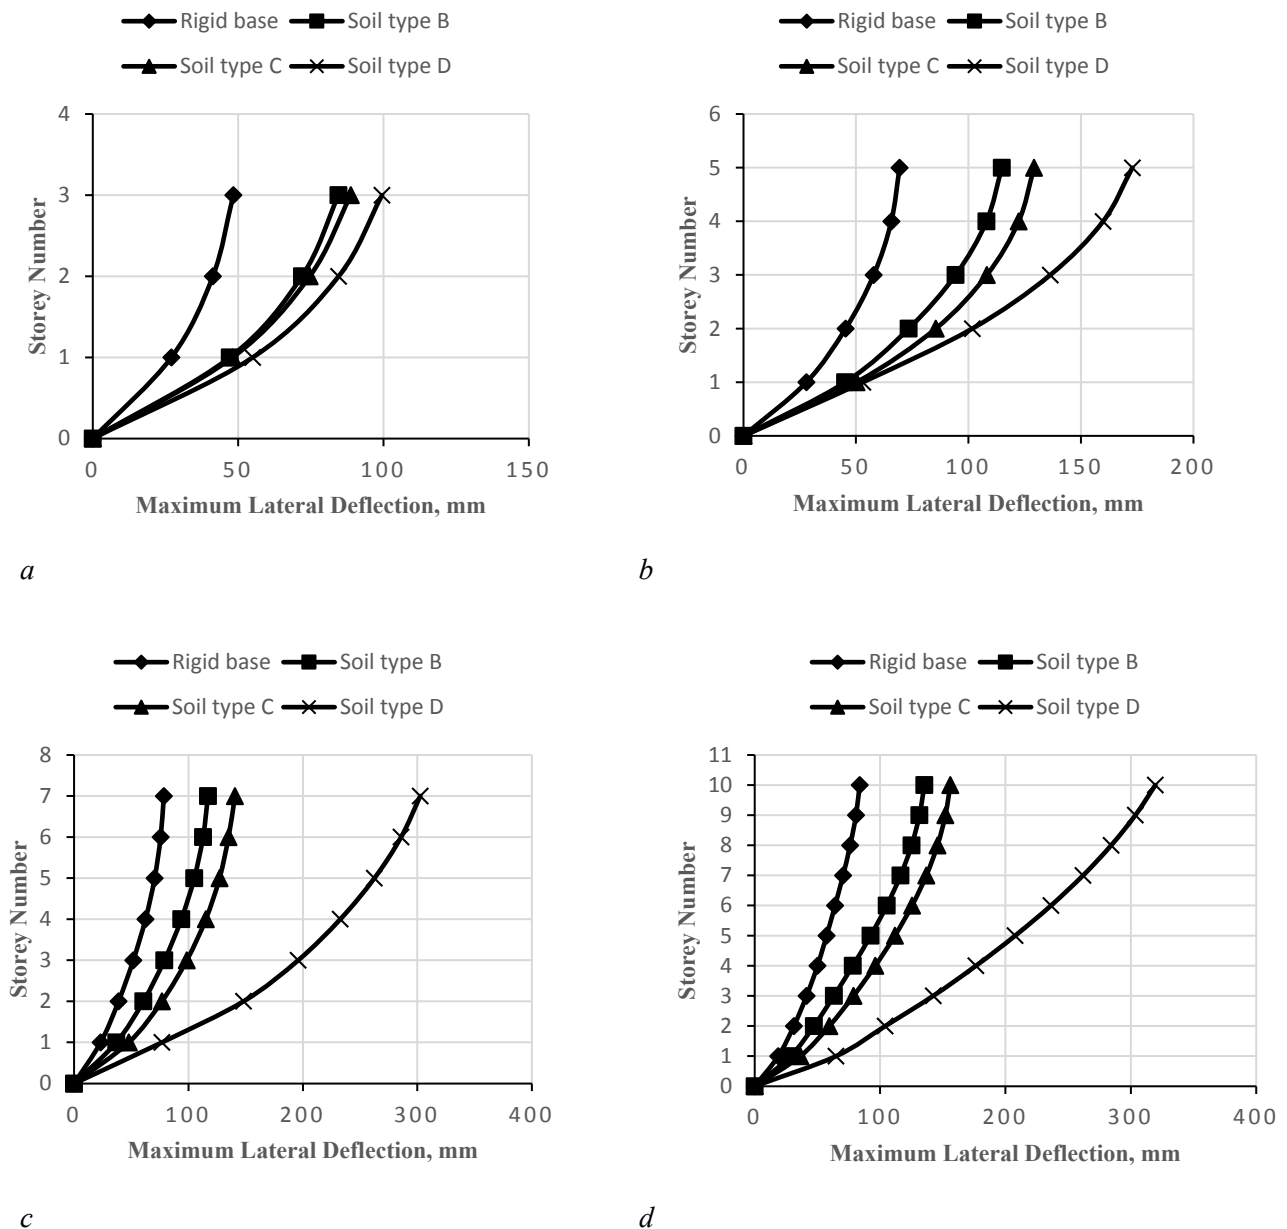 Rigid base Soil type B
Soil type C Soil type D
4
3
2
1
0
0 50 100 150
Storey Number
Maximum Lateral Deflection, mm
a
Rigid base Soil type B
Soil type C Soil type D
6
5
4
3
2
1
0
0 50 100 150 200
Storey Number
Maximum Lateral Deflection, mm
b
Rigid base Soil type B
Soil type C Soil type D
8
7
6
5
4
3
2
1
0
0 100 200 300 400
Storey Number
Maximum Lateral Deflection, mm
c
Rigid base Soil type B
Soil type C Soil type D
11
10
9
8
7
6
5
4
3
2
1
0
0 100 200 300 400
Storey Number
Maximum Lateral Deflection, mm
d